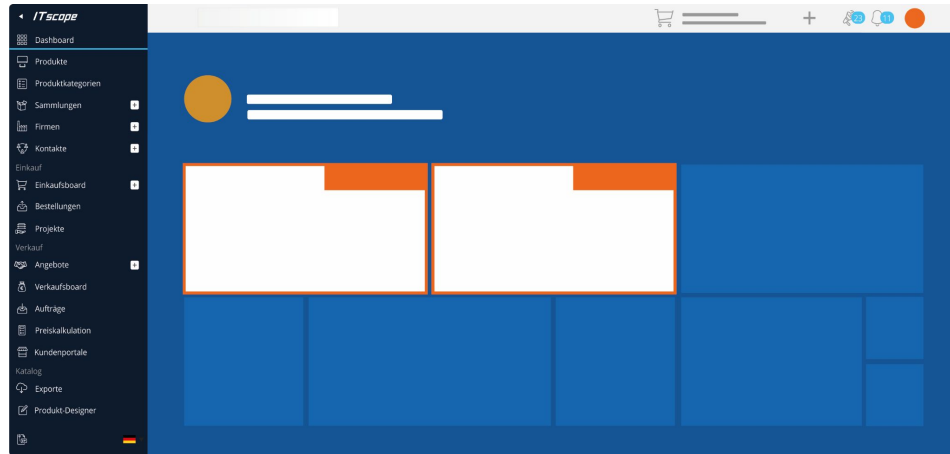 ITscope
Dashboard
Produkte
Produktkategorien
Sammlungen
Firmen
Kontakte
Einkauf
Einkaufsboard
Bestellungen
Projekte
Verkauf
Angebote
Verkaufsboard
Aufträge
Preiskalkulation
Kundenportale
Katalog
Exporte
Produkt-Designer
23 11